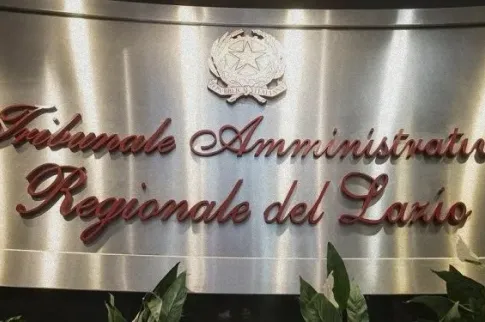 Tribunale Amministrativ
Regionale del Lazio